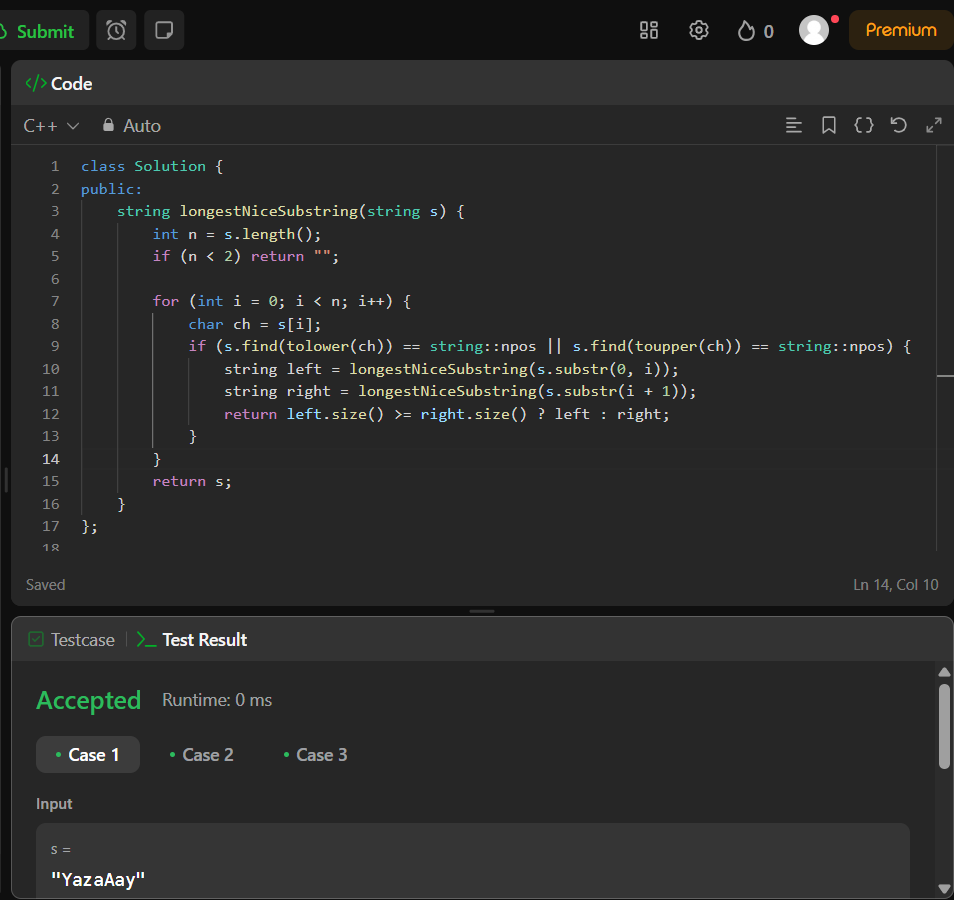 Submit
0
Premium
</> Code
C++ Auto
1 class Solution {
2 public:
3     string longestNiceSubstring(string s) {
4         int n = s.length();
5         if (n < 2) return "";
6
7         for (int i = 0; i < n; i++) {
8             char ch = s[i];
9             if (s.find(tolower(ch)) == string::npos || s.find(toupper(ch)) == string::npos) {
10                 string left = longestNiceSubstring(s.substr(0, i));
11                 string right = longestNiceSubstring(s.substr(i + 1));
12                 return left.size() >= right.size() ? left : right;
13             }
14         }
15         return s;
16     }
17 };
18
Saved Ln 14, Col 10
Testcase >_ Test Result
Accepted Runtime: 0 ms
• Case 1 • Case 2 • Case 3
Input
s =
"YazaAay"